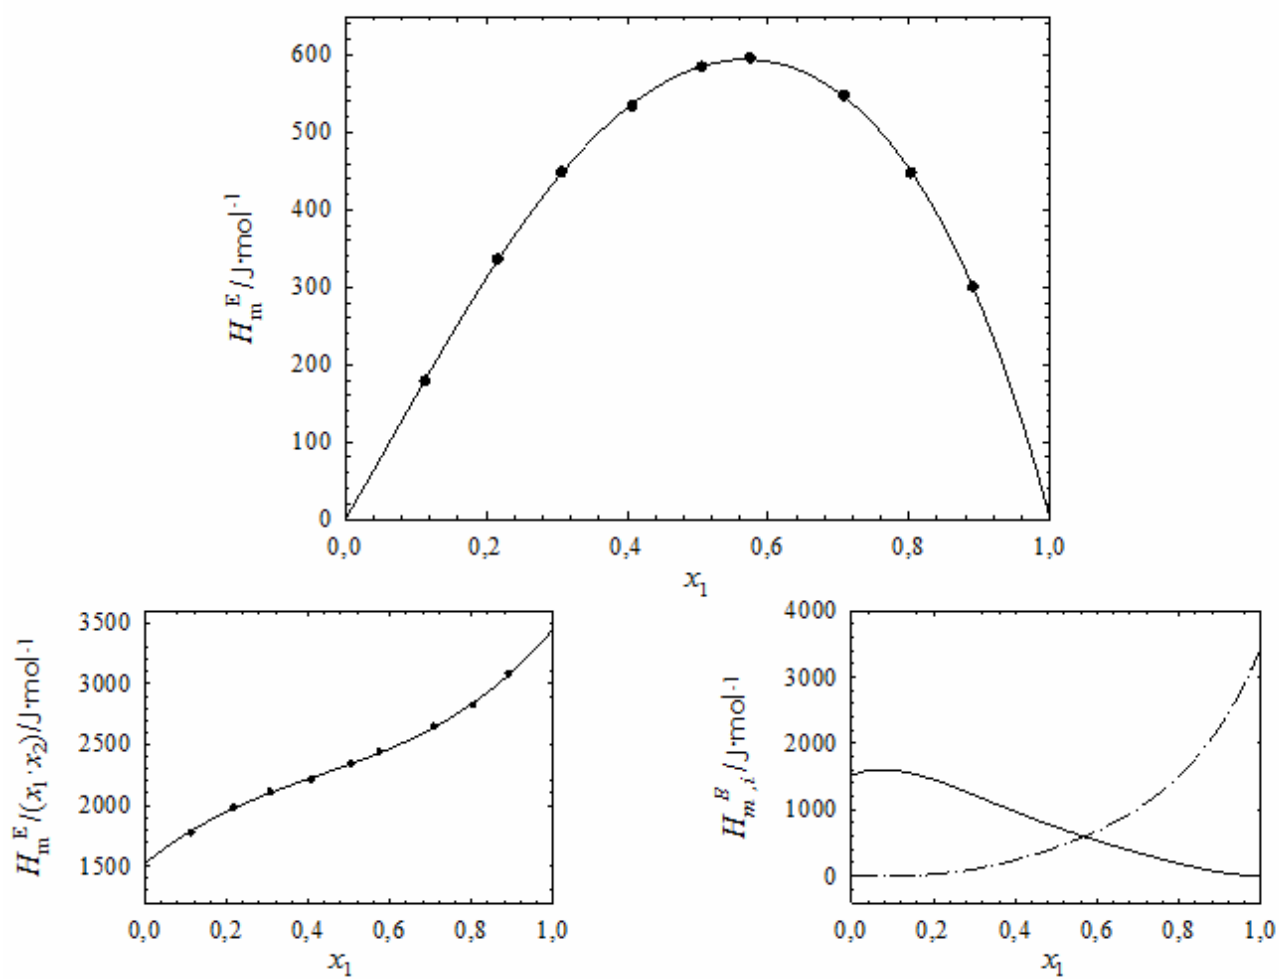 600
500
400
300
200
100
0
H_m^E / J·mol^-1
0,0 0,2 0,4 0,6 0,8 1,0
x_1
3500
3000
2500
2000
1500
H_m^E/(x_1·x_2)/J·mol^-1
0,0 0,2 0,4 0,6 0,8 1,0
x_1
4000
3000
2000
1000
0
H_{m,i}^E / J·mol^-1
0,0 0,2 0,4 0,6 0,8 1,0
x_1